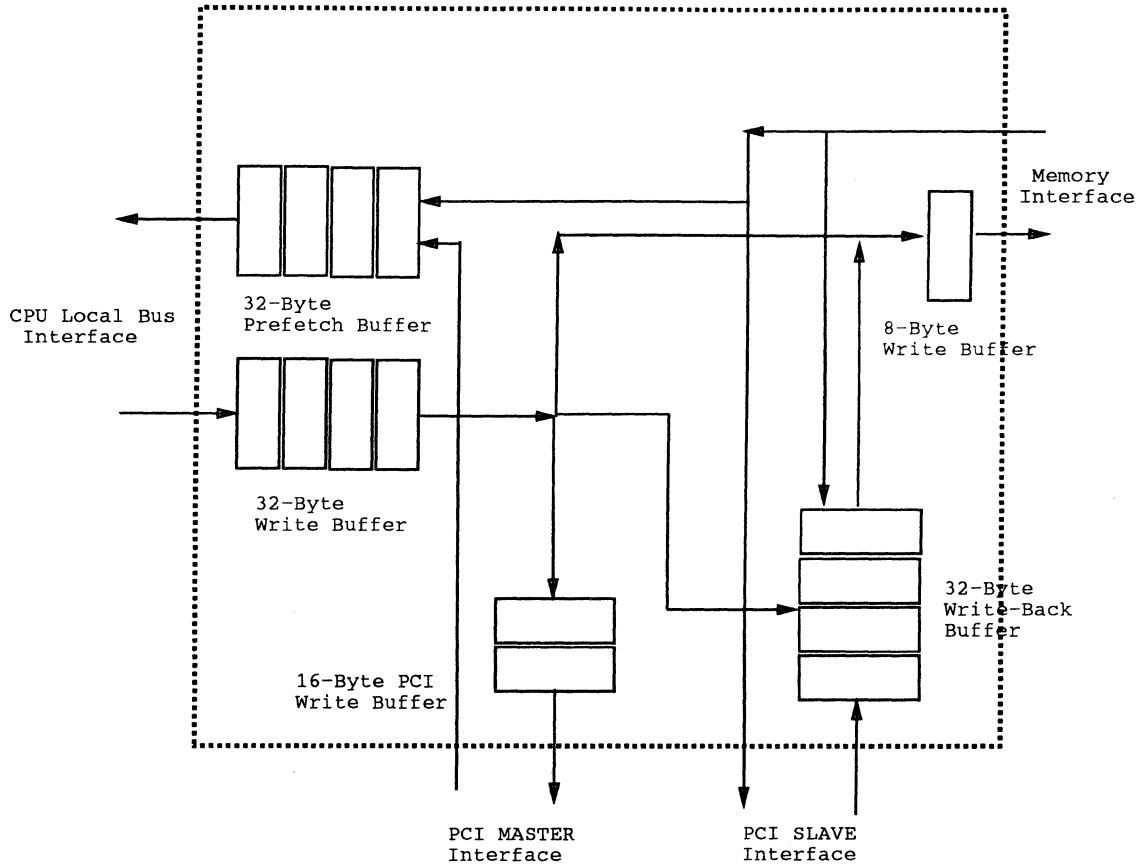 Memory
Interface
32-Byte
Prefetch Buffer
CPU Local Bus
Interface
8-Byte
Write Buffer
32-Byte
Write Buffer
32-Byte
Write-Back
Buffer
16-Byte PCI
Write Buffer
PCI MASTER
Interface
PCI SLAVE
Interface